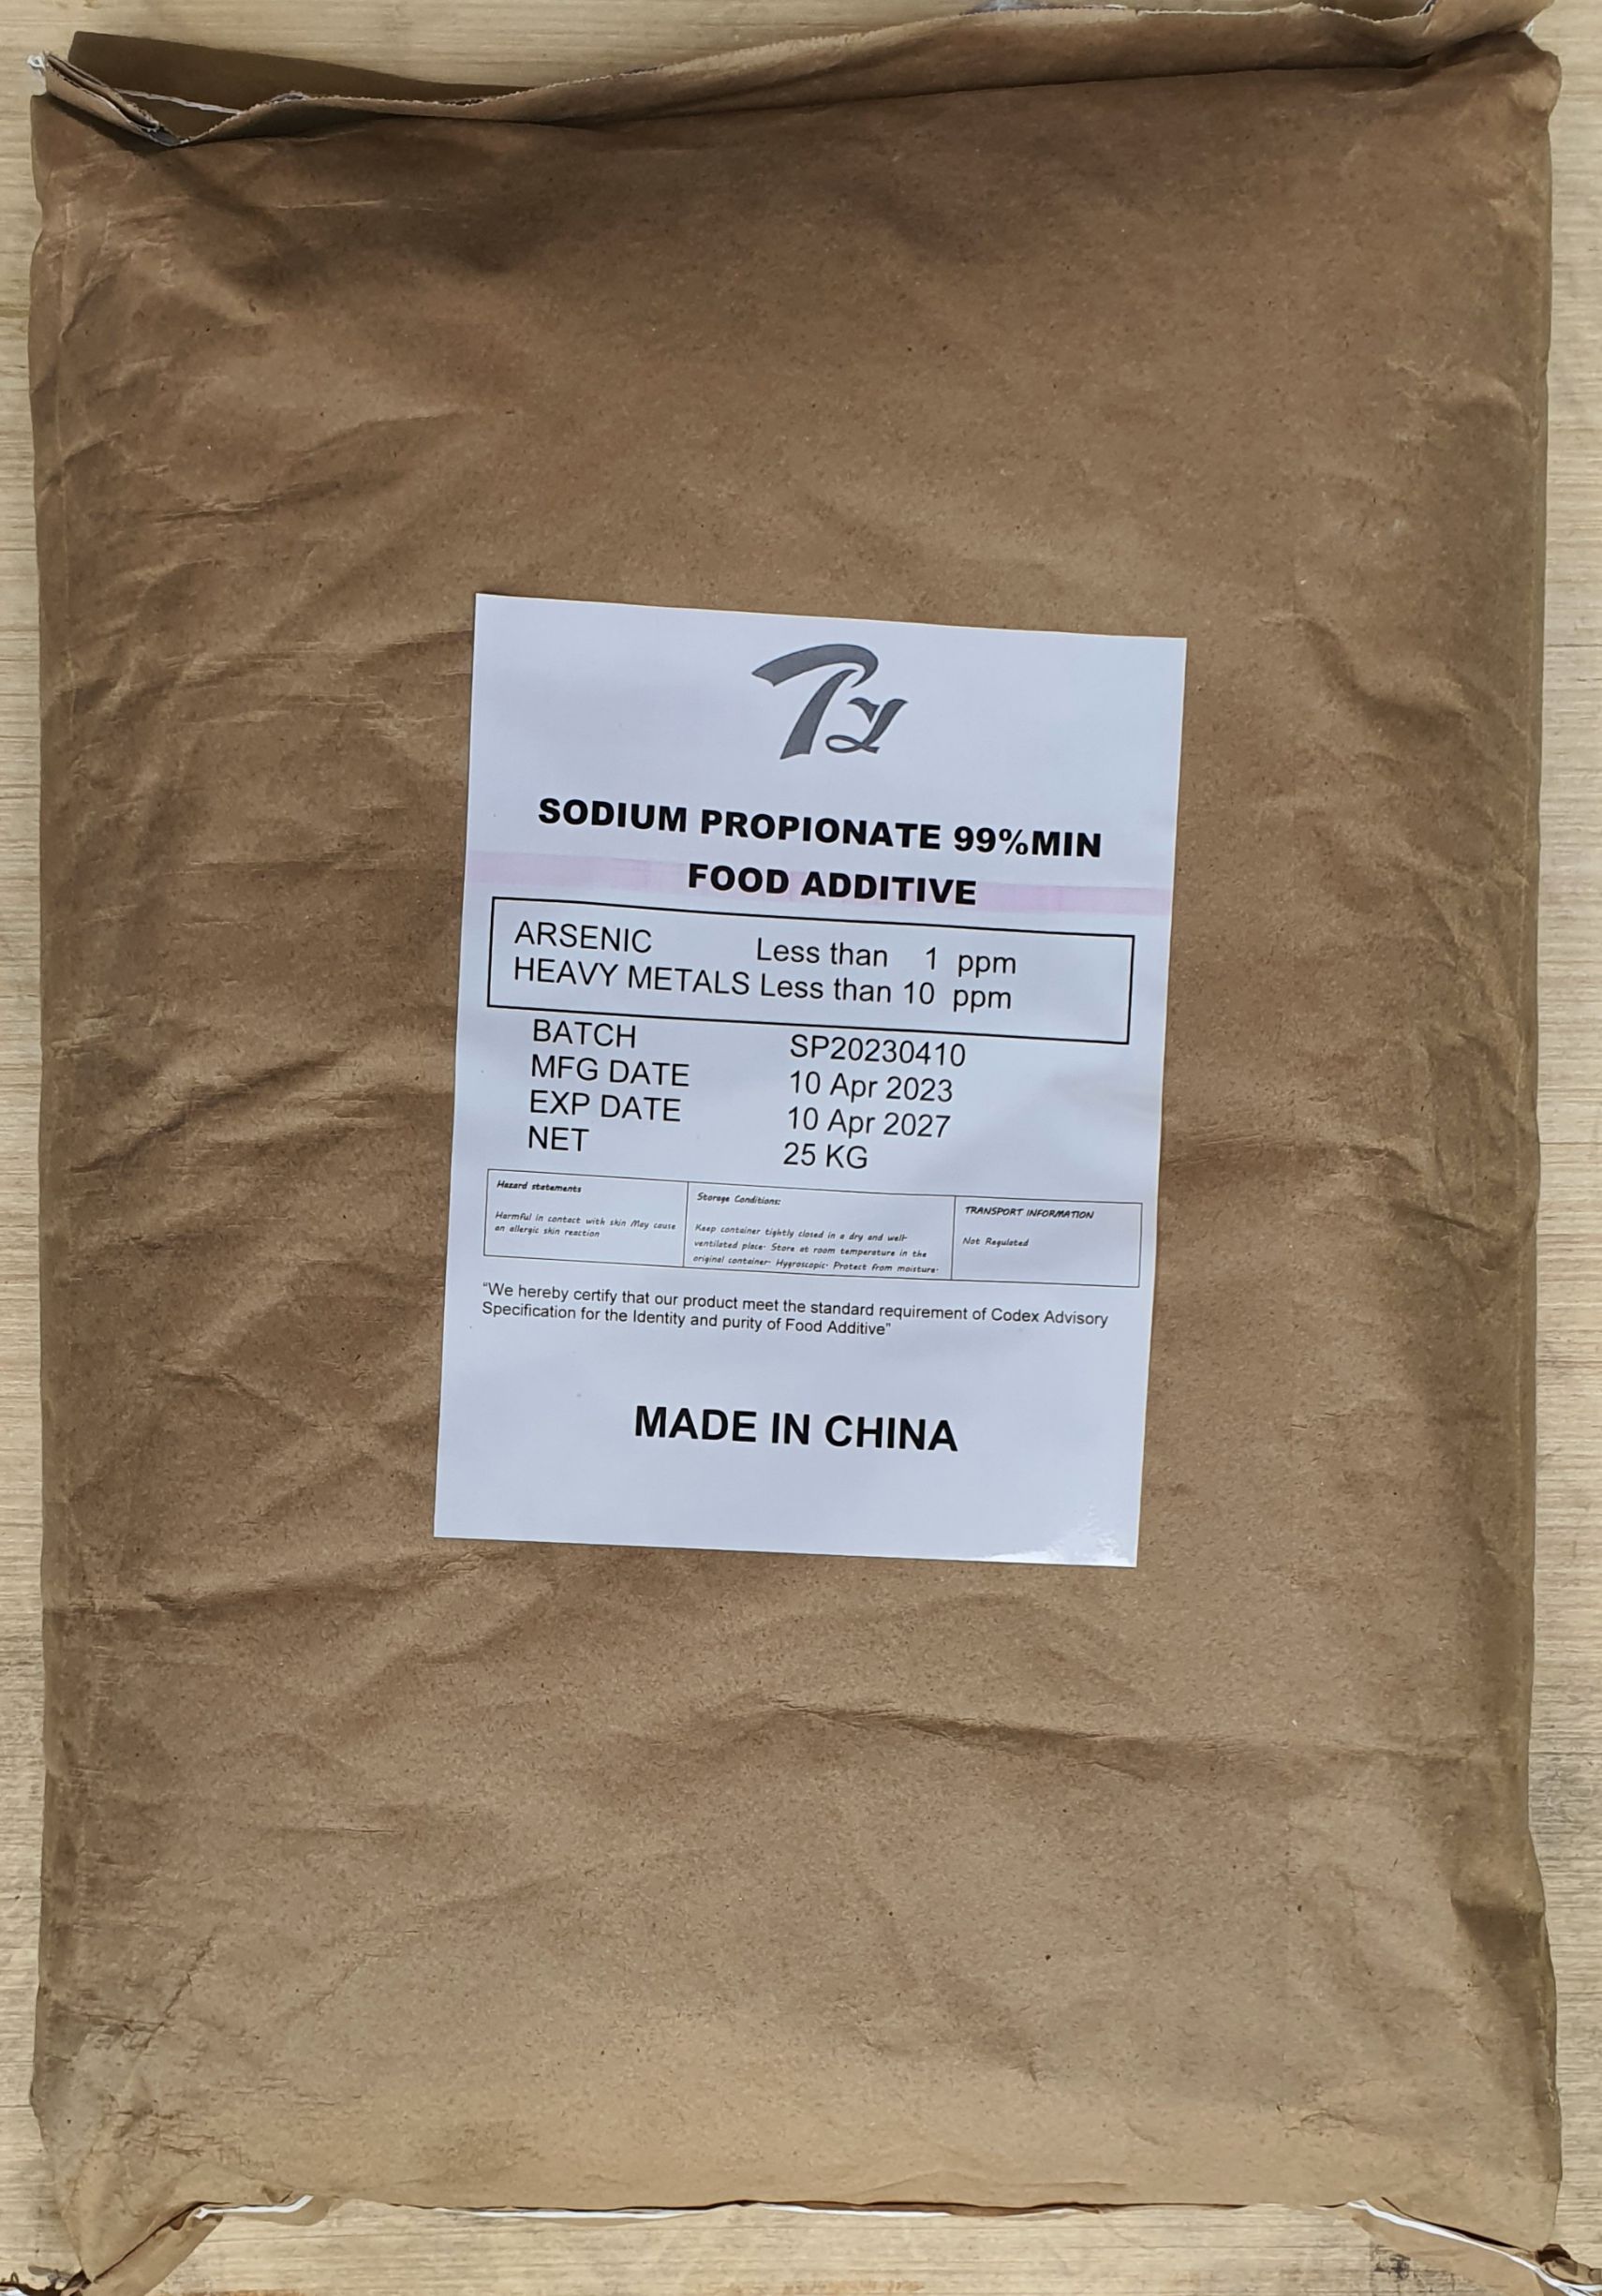 Ty
SODIUM PROPIONATE 99%MIN
FOOD ADDITIVE
ARSENIC Less than 1 ppm
HEAVY METALS Less than 10 ppm
BATCH SP20230410
MFG DATE 10 Apr 2023
EXP DATE 10 Apr 2027
NET 25 KG
Hazard statements
Harmful in contact with skin May cause
an allergic skin reaction
Storage Conditions:
Keep container tightly closed in a dry and well-
ventilated place. Store at room temperature in the
original container. Hygroscopic. Protect from moisture.
TRANSPORT INFORMATION
Not Regulated
“We hereby certify that our product meet the standard requirement of Codex Advisory
Specification for the Identity and purity of Food Additive”
MADE IN CHINA